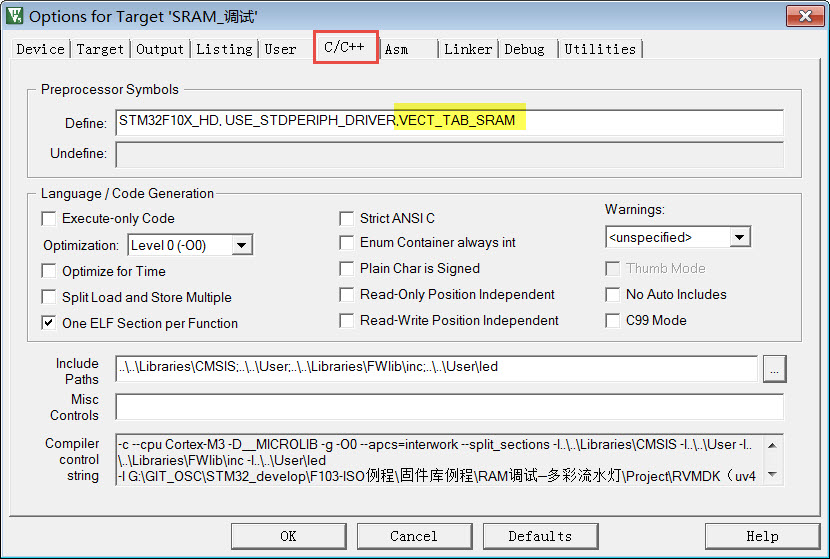 Options for Target 'SRAM_调试'
Device Target Output Listing User C/C++ Asm Linker Debug Utilities
Preprocessor Symbols
Define: STM32F10X_HD, USE_STDPERIPH_DRIVER,VECT_TAB_SRAM
Undefine:
Language / Code Generation
Execute-only Code
Strict ANSI C
Warnings:
Optimization: Level 0 (-O0)
Enum Container always int
<unspecified>
Optimize for Time
Plain Char is Signed
Thumb Mode
Split Load and Store Multiple
Read-Only Position Independent
No Auto Includes
One ELF Section per Function
Read-Write Position Independent
C99 Mode
Include
Paths
..\..\Libraries\CMSIS;..\..\User;..\..\Libraries\FWlib\inc;..\..\User\led
...
Misc
Controls
Compiler
control
string
-c --cpu Cortex-M3 -D__MICROLIB -g -O0 --apcs=interwork --split_sections -I..\..\Libraries\CMSIS -I..\..\User -I..
\..\Libraries\FWlib\inc -I..\..\User\led
-I G:\GIT_OSC\STM32_develop\F103-ISO例程\固件库例程\RAM调试—多彩流水灯\Project\RVMDK（uv4
OK Cancel Defaults Help